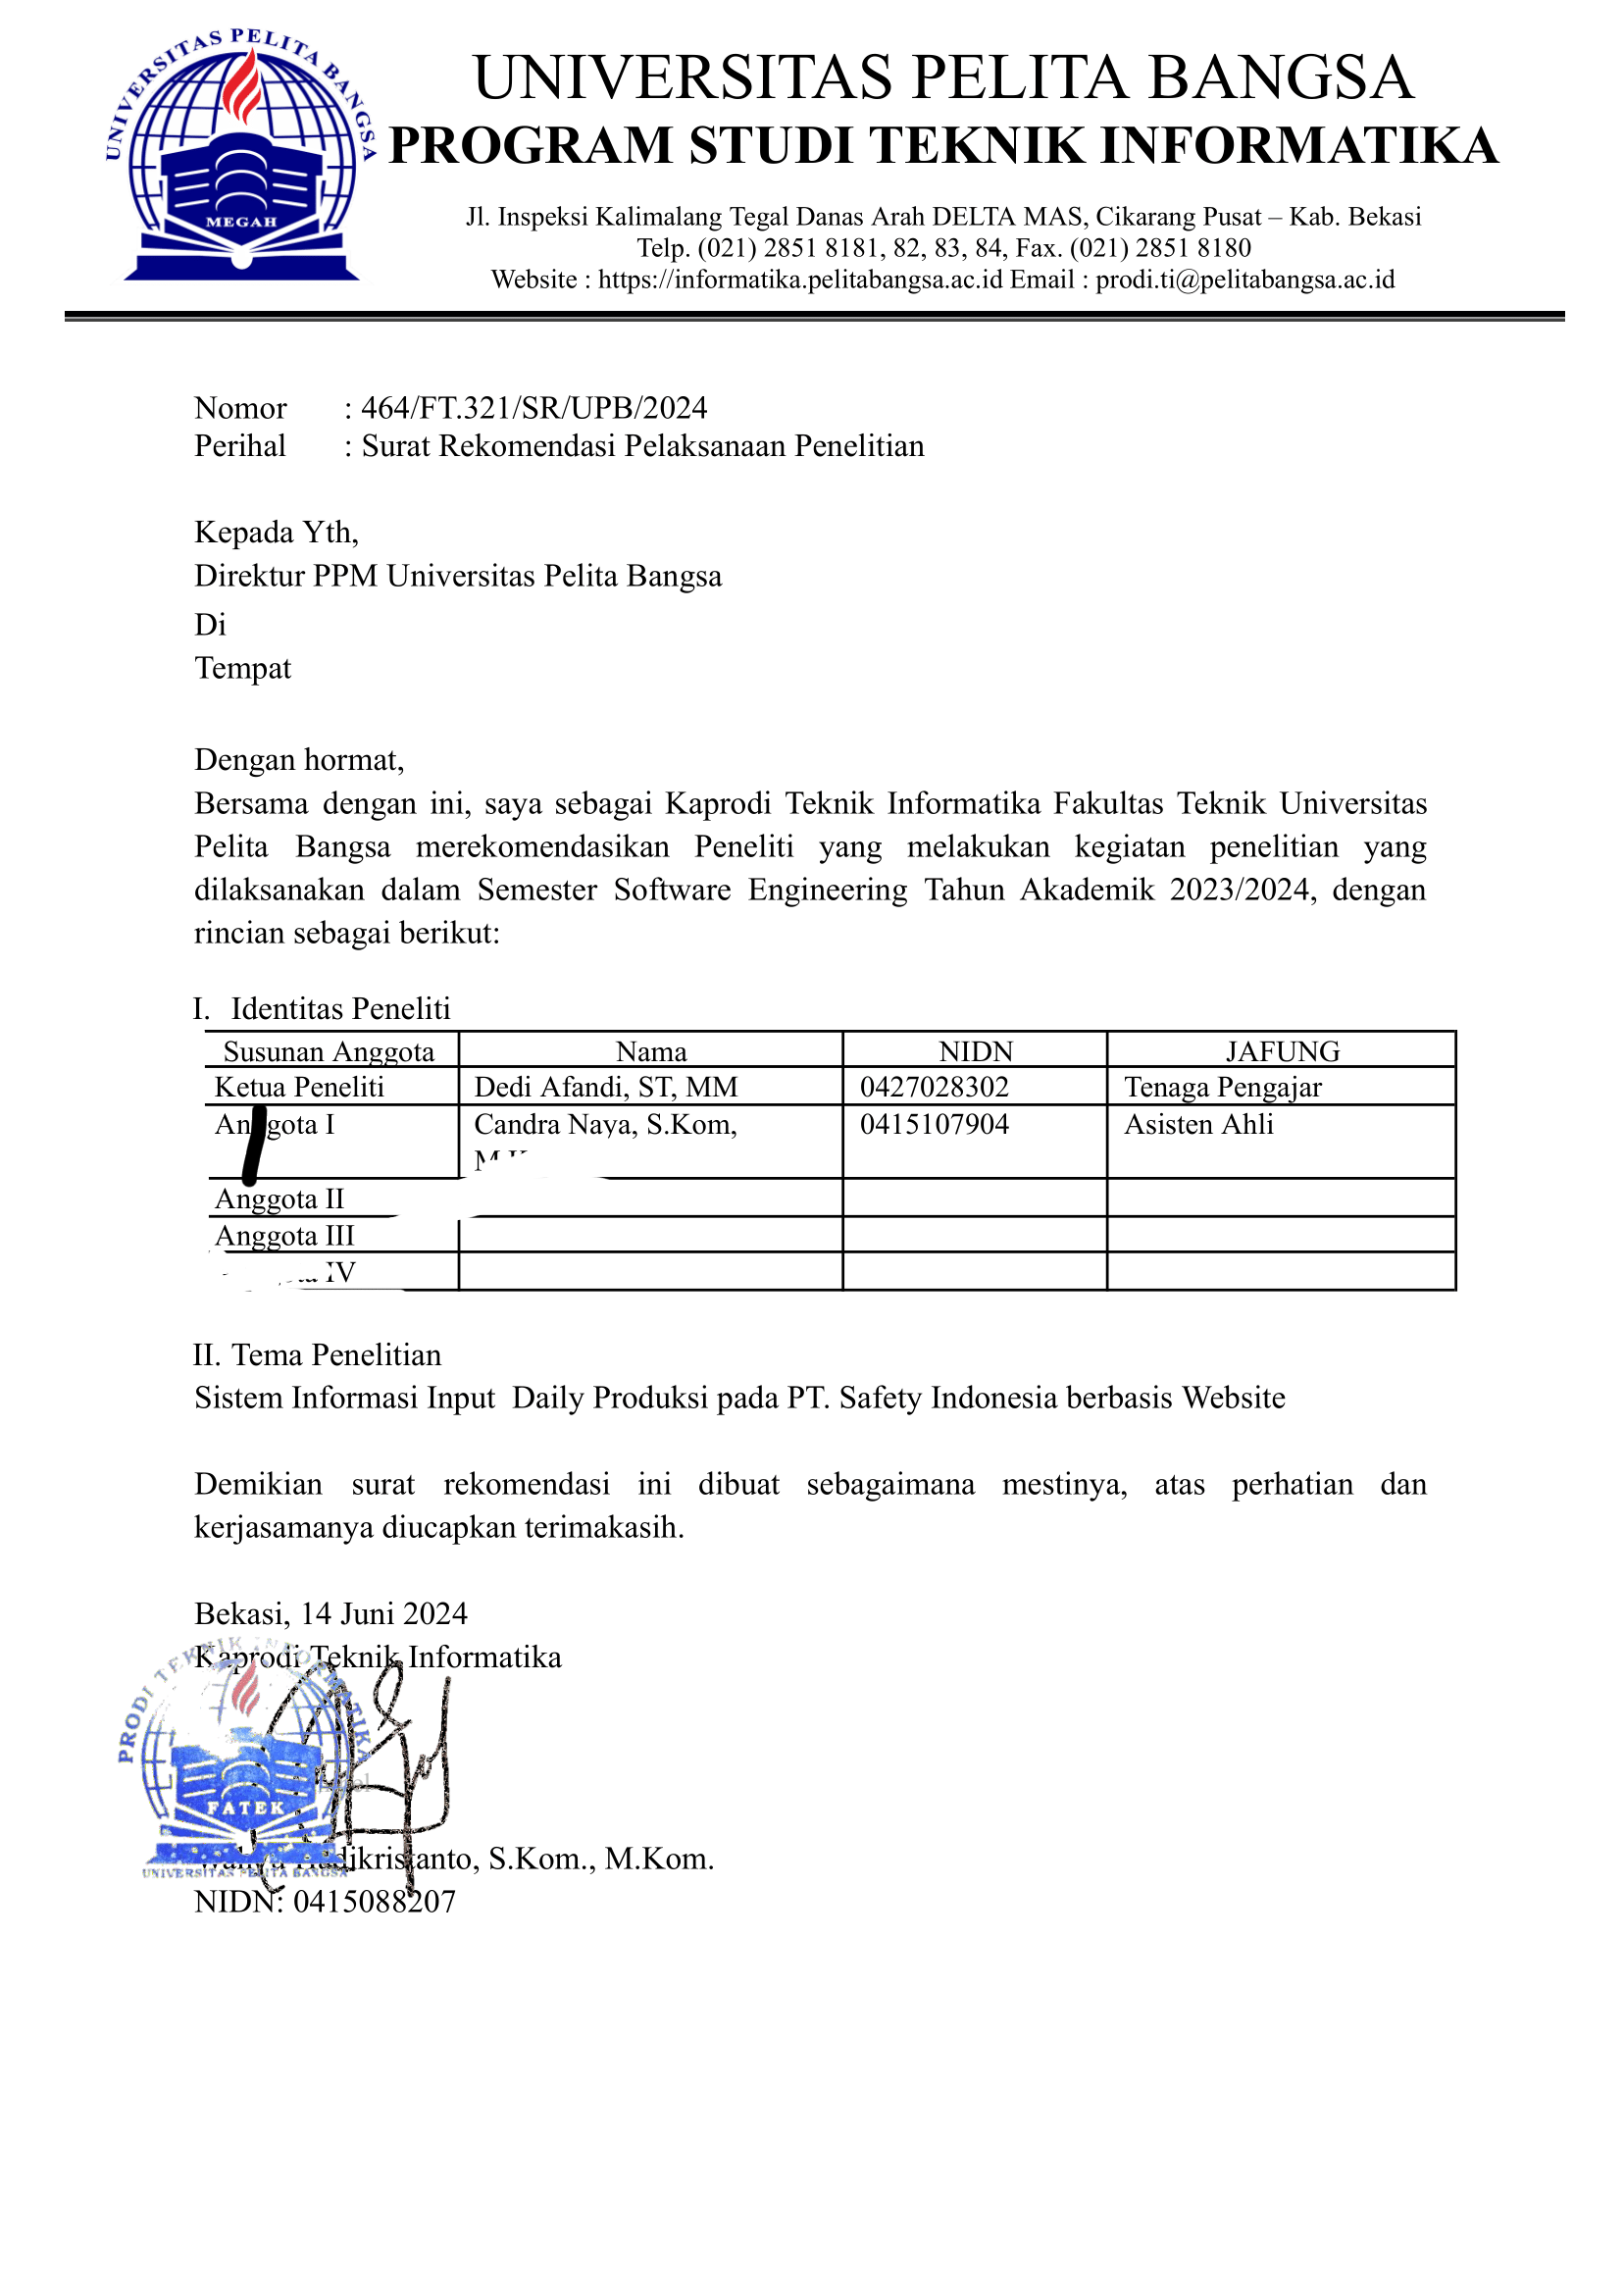 UNIVERSITAS PELITA BANGSA
MEGAH
UNIVERSITAS PELITA BANGSA
PROGRAM STUDI TEKNIK INFORMATIKA
Jl. Inspeksi Kalimalang Tegal Danas Arah DELTA MAS, Cikarang Pusat – Kab. Bekasi
Telp. (021) 2851 8181, 82, 83, 84, Fax. (021) 2851 8180
Website : https://informatika.pelitabangsa.ac.id Email : prodi.ti@pelitabangsa.ac.id
Nomor : 464/FT.321/SR/UPB/2024
Perihal : Surat Rekomendasi Pelaksanaan Penelitian
Kepada Yth,
Direktur PPM Universitas Pelita Bangsa
Di
Tempat
Dengan hormat,
Bersama dengan ini, saya sebagai Kaprodi Teknik Informatika Fakultas Teknik Universitas
Pelita Bangsa merekomendasikan Peneliti yang melakukan kegiatan penelitian yang
dilaksanakan dalam Semester Software Engineering Tahun Akademik 2023/2024, dengan
rincian sebagai berikut:
I. Identitas Peneliti
Susunan Anggota Nama NIDN JAFUNG
Ketua Peneliti Dedi Afandi, ST, MM 0427028302 Tenaga Pengajar
Anggota I Candra Naya, S.Kom, 0415107904 Asisten Ahli
Anggota II
Anggota III
IV
II. Tema Penelitian
Sistem Informasi Input Daily Produksi pada PT. Safety Indonesia berbasis Website
Demikian surat rekomendasi ini dibuat sebagaimana mestinya, atas perhatian dan
kerjasamanya diucapkan terimakasih.
Bekasi, 14 Juni 2024
Kaprodi Teknik Informatika
PRODI TEKNIK INFORMATIKA
FATEK
UNIVERSITAS PELITA BANGSA
Hadikristanto, S.Kom., M.Kom.
NIDN: 0415088207